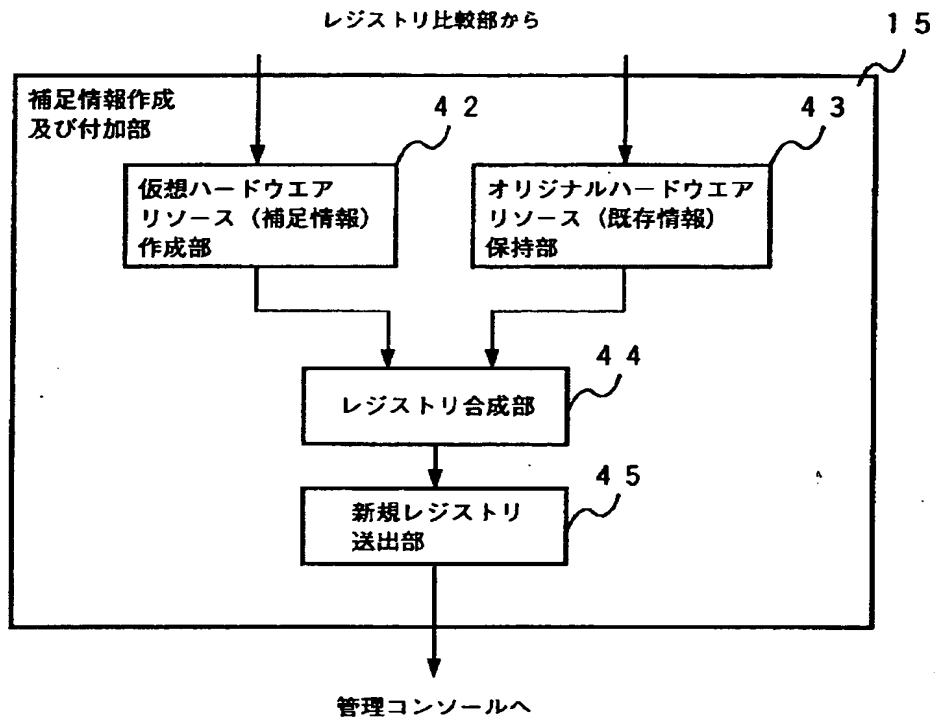 レジストリ比較部から
15
補足情報作成
及び付加部
42
43
仮想ハードウエア
リソース（補足情報）
作成部
オリジナルハードウエア
リソース（既存情報）
保持部
44
レジストリ合成部
45
新規レジストリ
送出部
管理コンソールへ